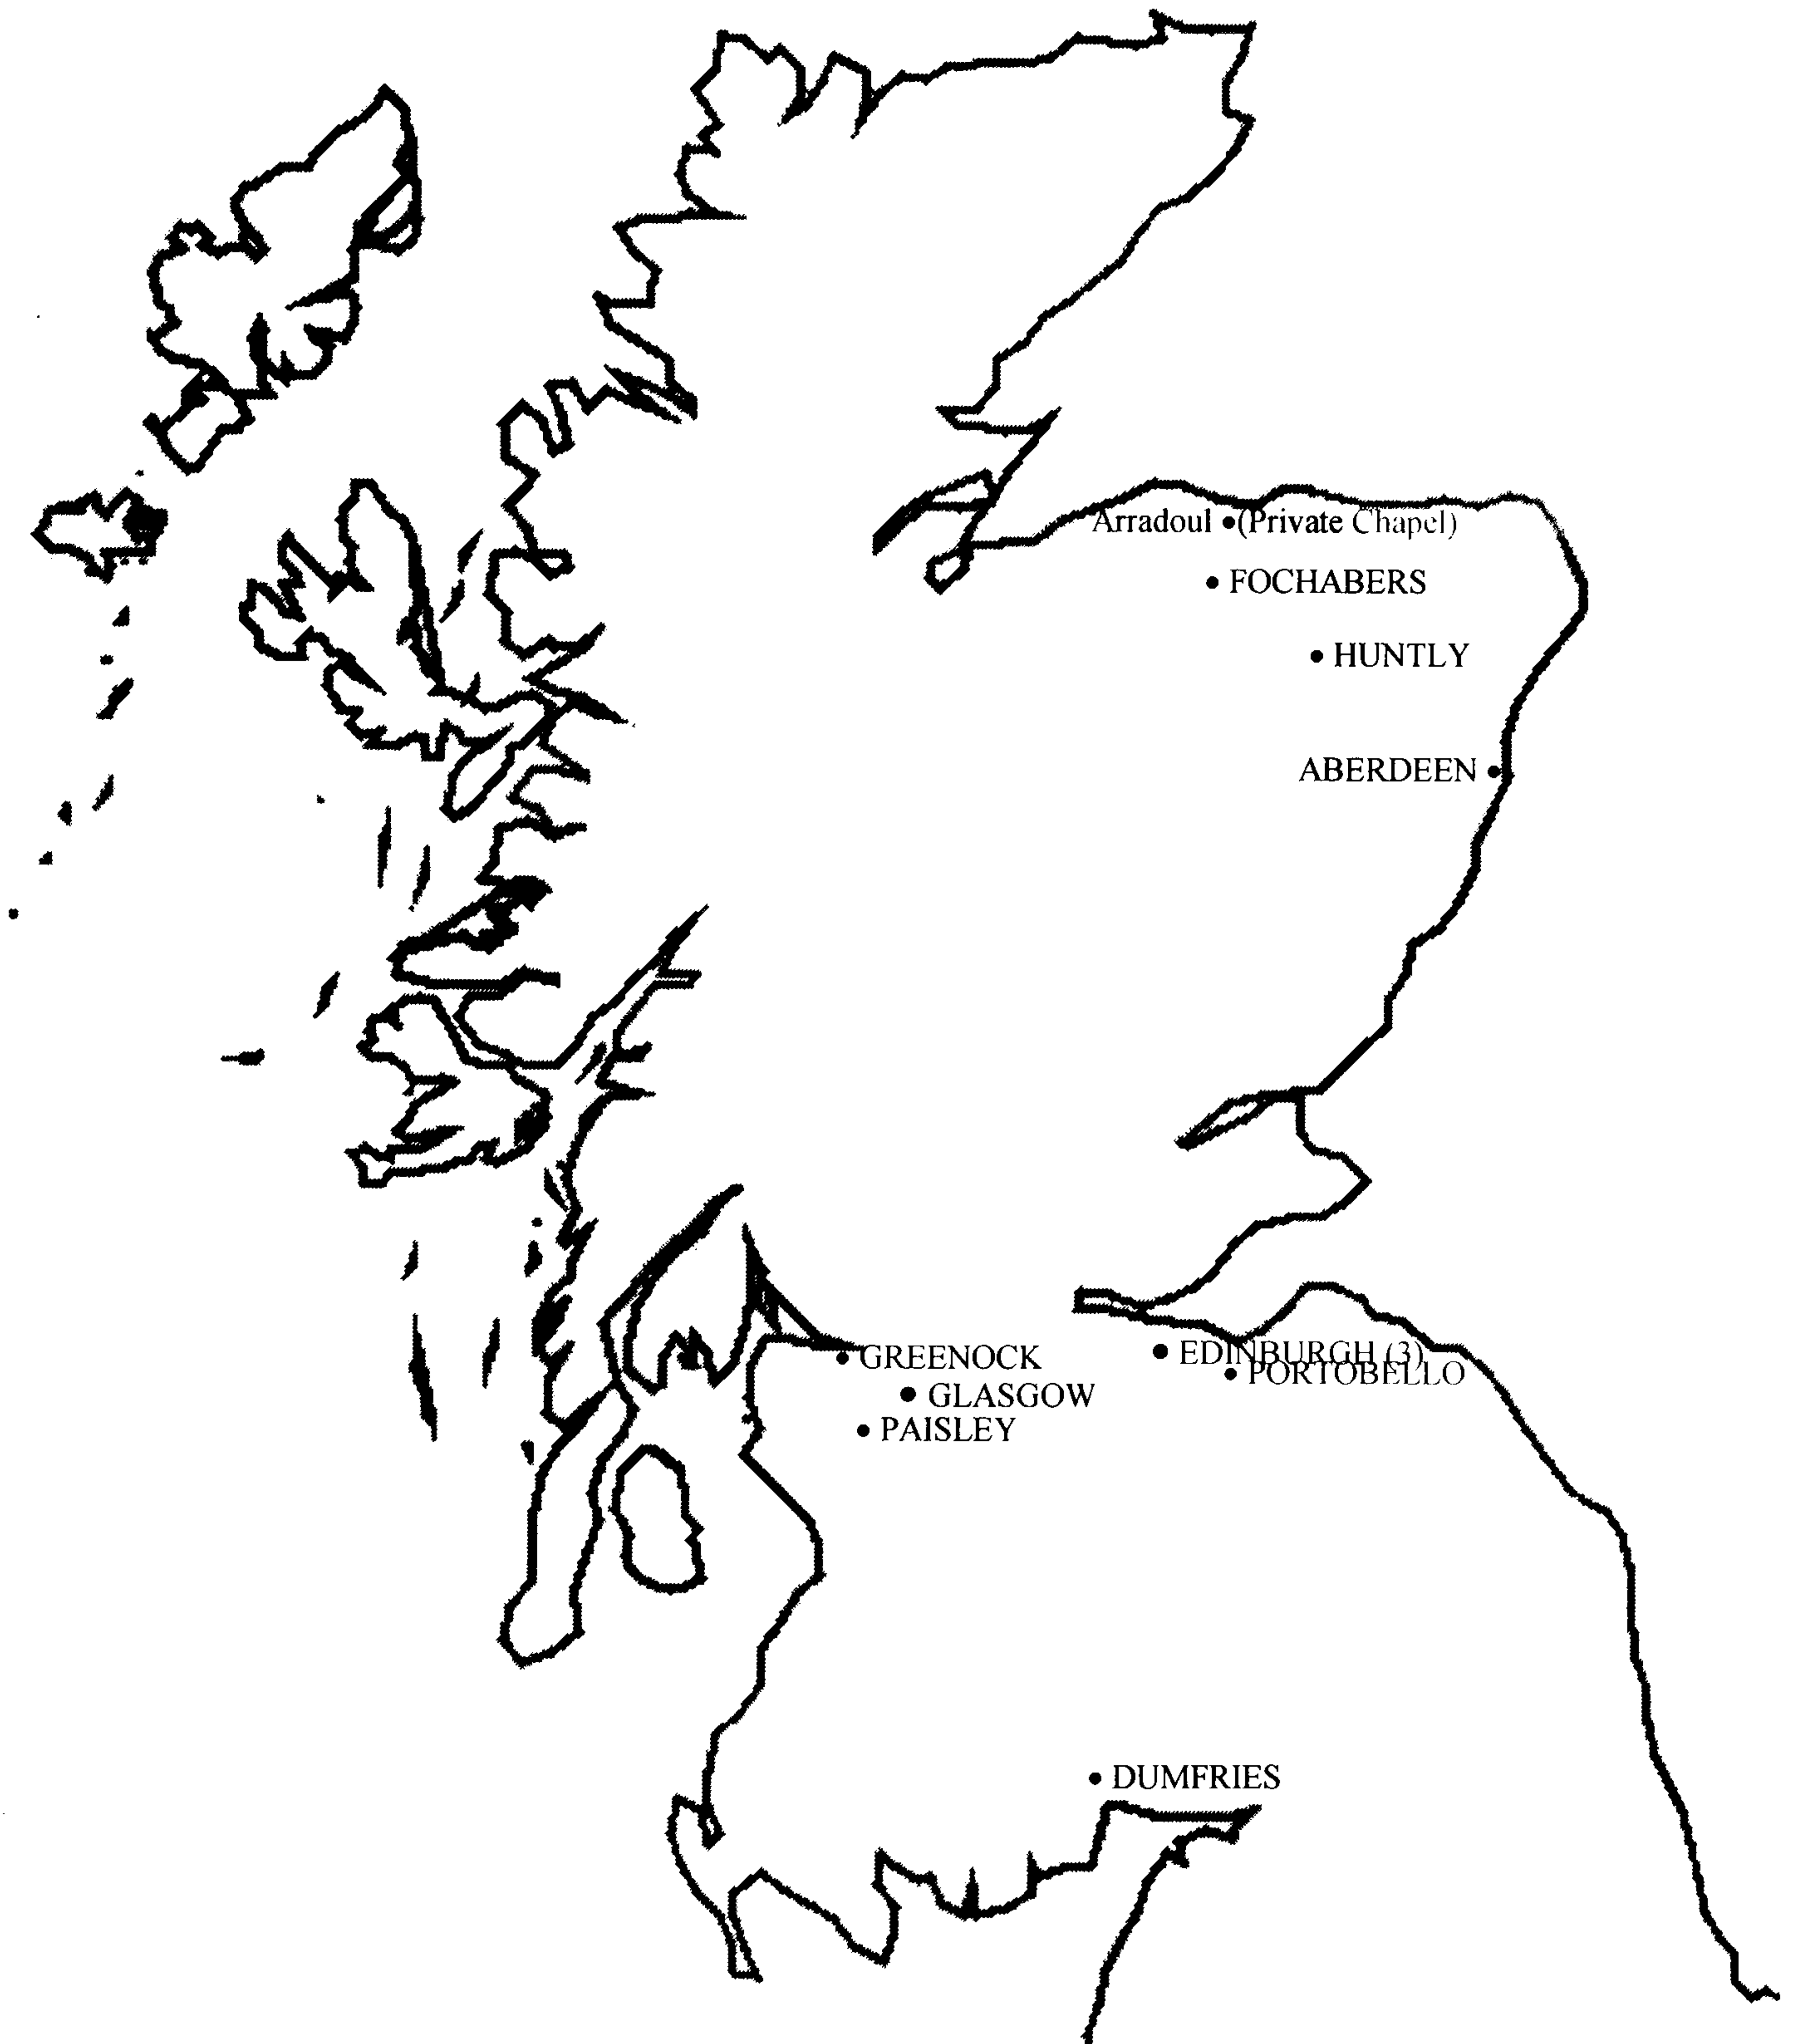 Arradoul (Private Chapel)
FOCHABERS
HUNTLY
ABERDEEN
EDINBURGH (3)
GREENOCK
PORTOBELLO
GLASGOW
PAISLEY
DUMFRIES